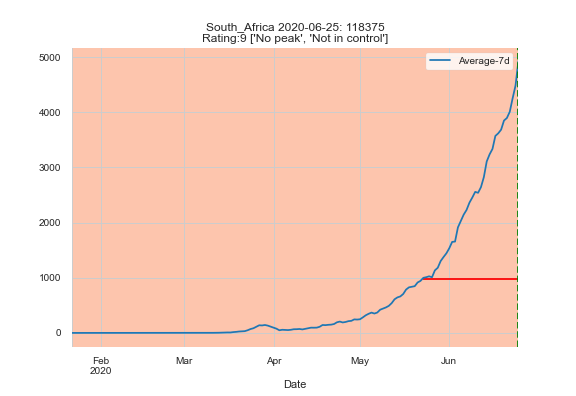 South_Africa 2020-06-25: 118375
Rating:9 ['No peak', 'Not in control']
Average-7d
5000
4000
3000
2000
1000
0
Feb Mar Apr May Jun
2020
Date